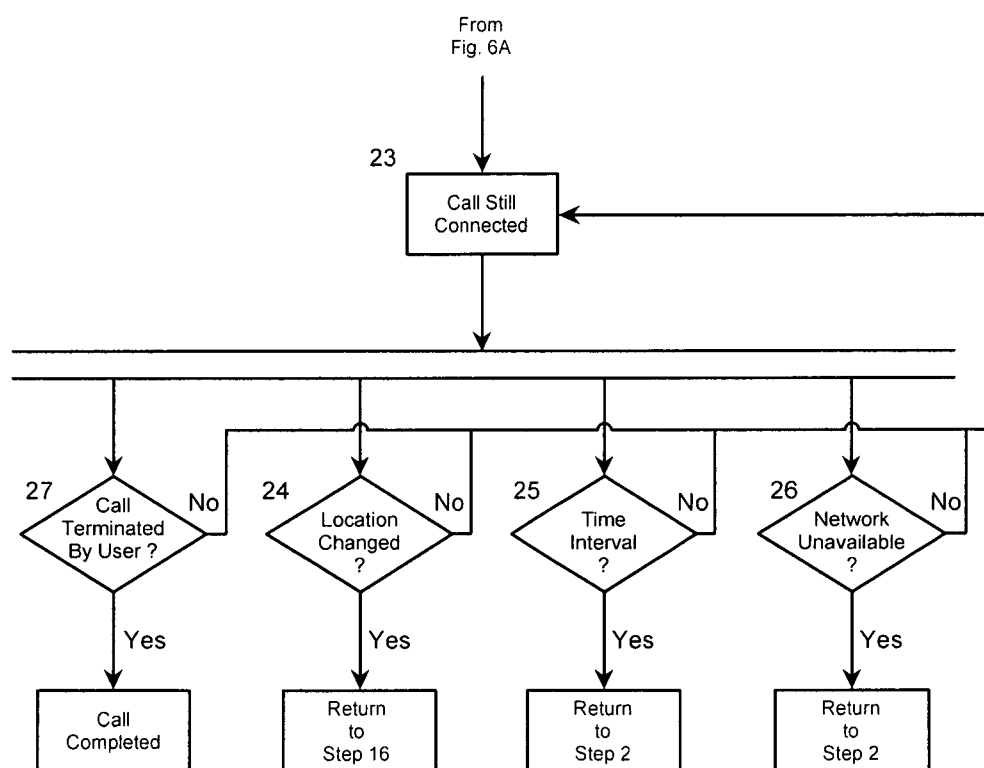 From
Fig. 6A
23
Call Still
Connected
27
Call
Terminated
By User ?
No
Yes
Call
Completed
24
Location
Changed
?
No
Yes
Return
to
Step 16
25
Time
Interval
?
No
Yes
Return
to
Step 2
26
Network
Unavailable
?
No
Yes
Return
to
Step 2